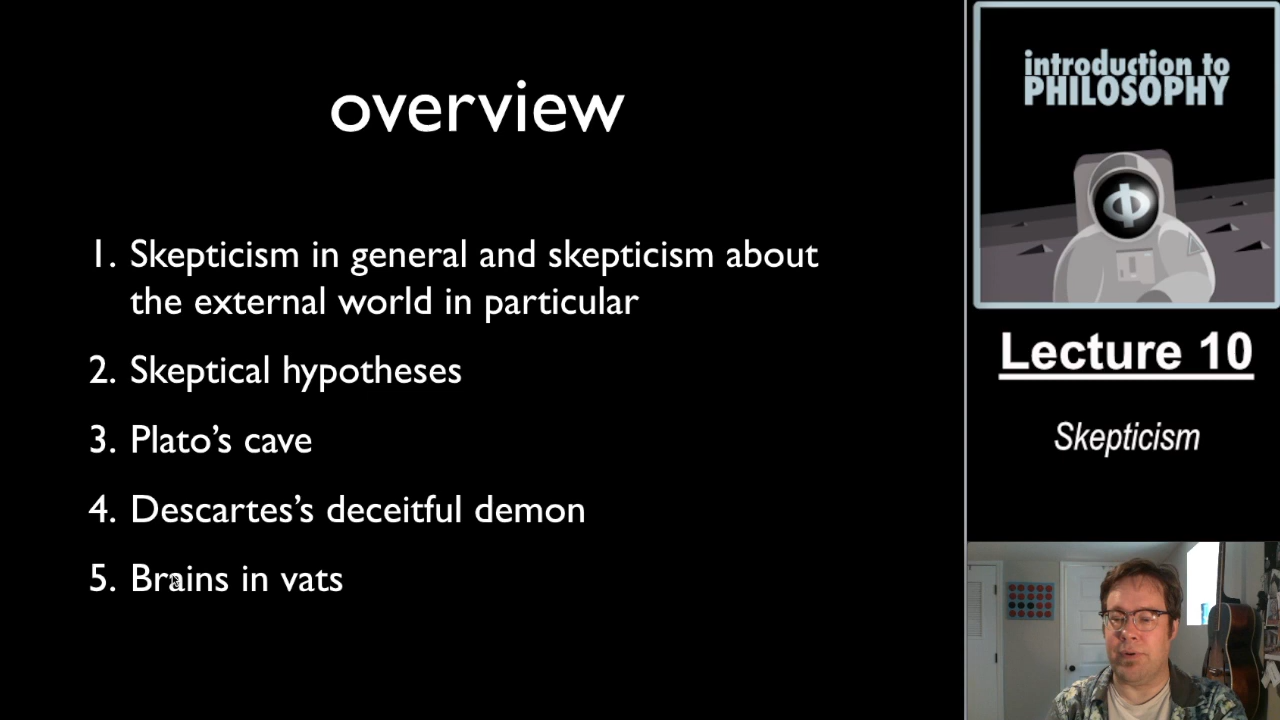 overview
1. Skepticism in general and skepticism about
the external world in particular
2. Skeptical hypotheses
3. Plato’s cave
4. Descartes’s deceitful demon
5. Brains in vats
introduction to
PHILOSOPHY
Φ
Lecture 10
Skepticism